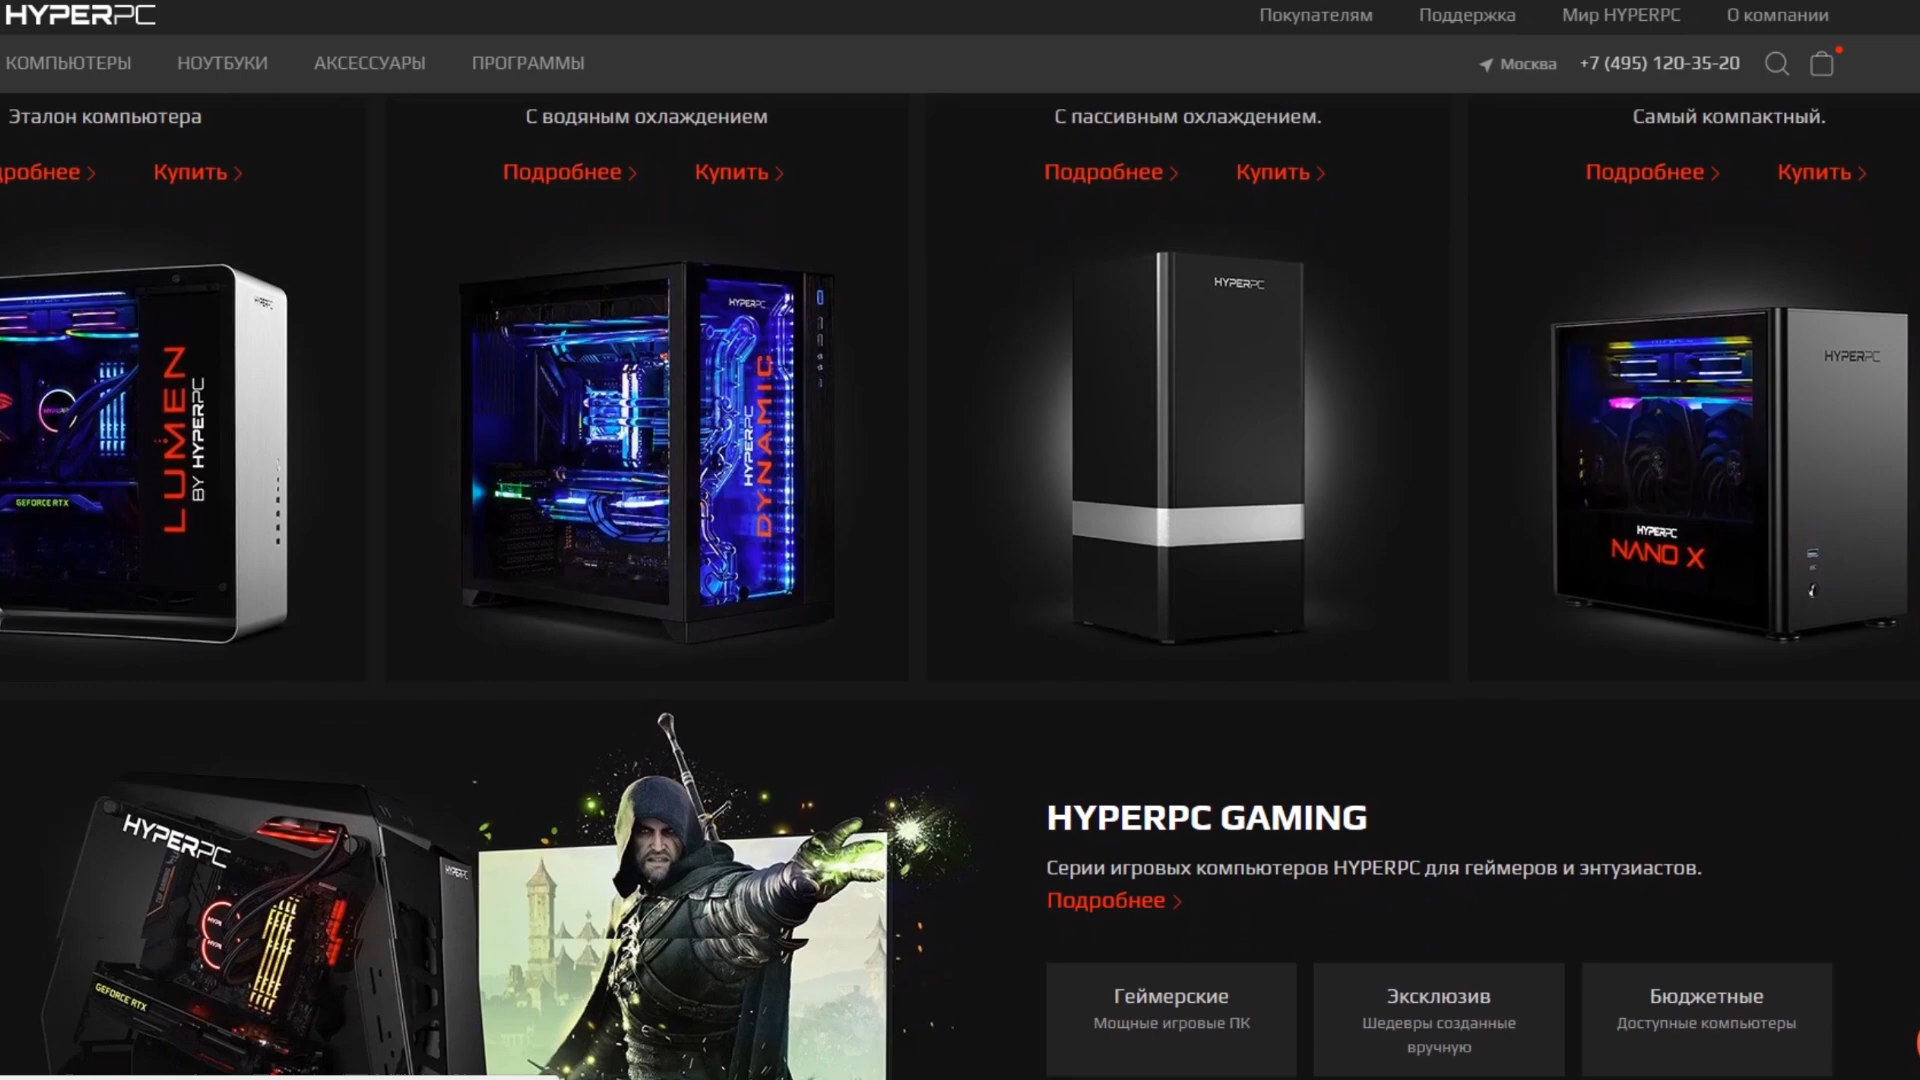 HYPERPC
Покупателям
Поддержка
Мир HYPERPC
О компании
КОМПЬЮТЕРЫ
НОУТБУКИ
АКСЕССУАРЫ
ПРОГРАММЫ
Москва
+7 (495) 120-35-20
Эталон компьютера
С водяным охлаждением
С пассивным охлаждением.
Самый компактный.
Купить
Подробнее
Купить
Подробнее
Купить
Подробнее
Купить
HYPERPC
LUMEN
BY HYPERPC
GEFORCE RTX
HYPERPC
HYPERPC
DYNAMIC
HYPERPC
HYPERPC
HYPERPC
NANO X
HYPERPC
HYPERPC
GEFORCE RTX
HYPERPC GAMING
Серии игровых компьютеров HYPERPC для геймеров и энтузиастов.
Подробнее
Геймерские
Мощные игровые ПК
Эксклюзив
Шедевры созданные
вручную
Бюджетные
Доступные компьютеры